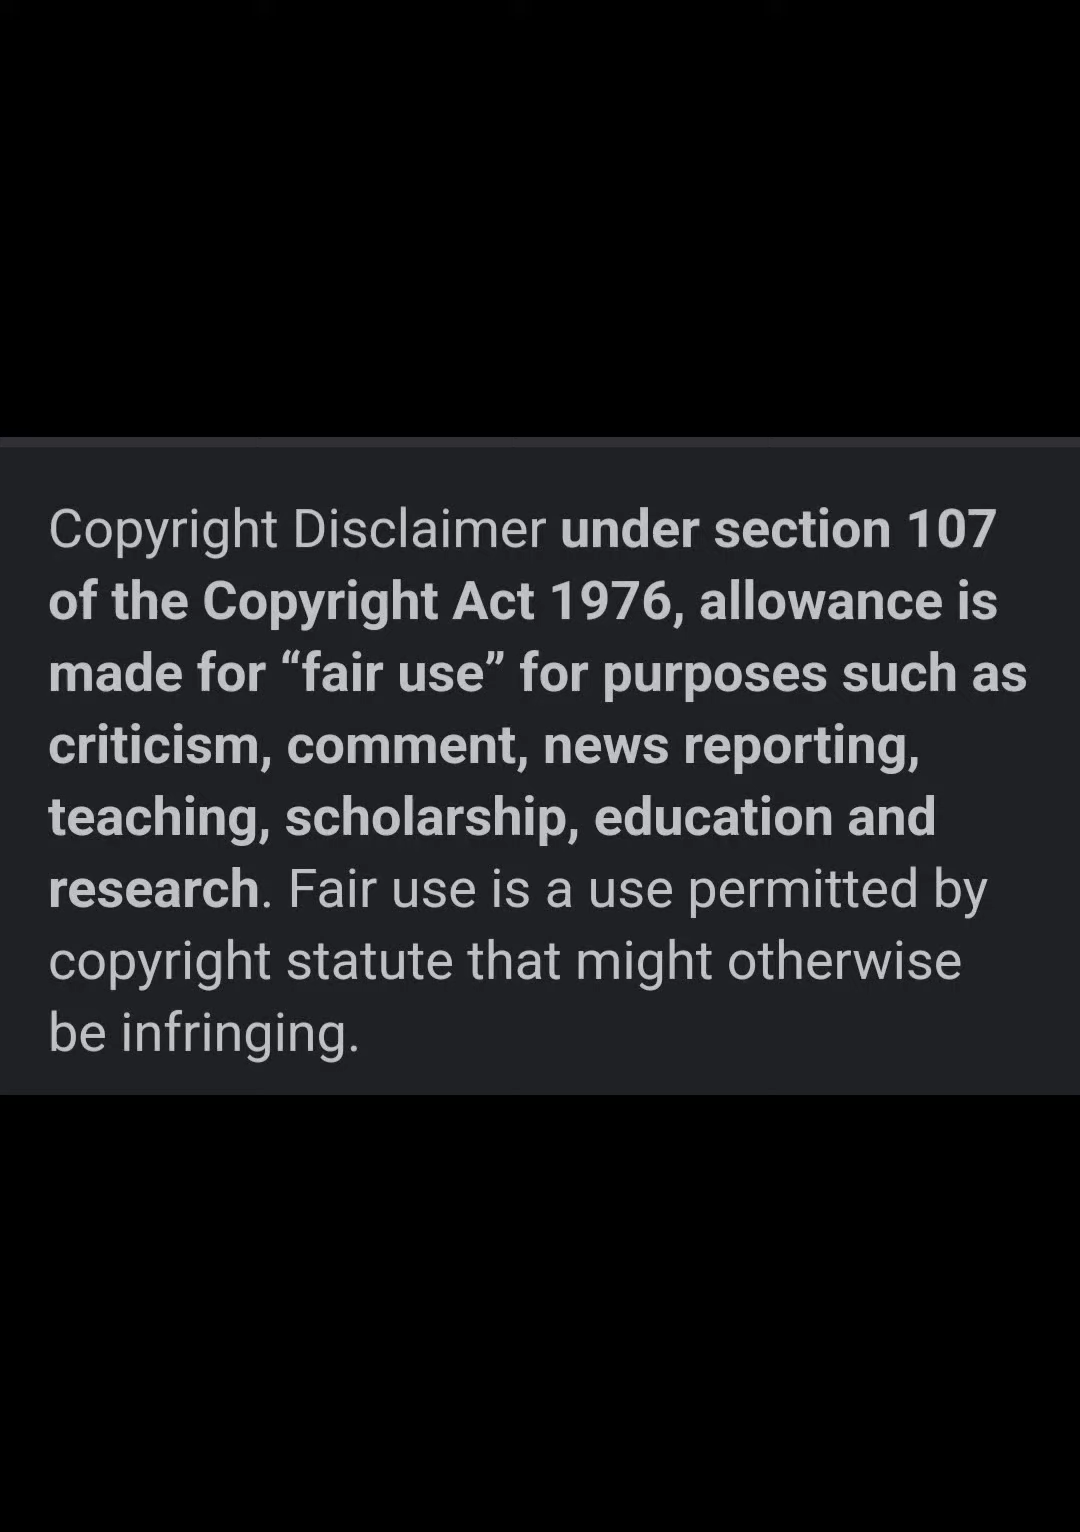 Copyright Disclaimer under section 107
of the Copyright Act 1976, allowance is
made for “fair use” for purposes such as
criticism, comment, news reporting,
teaching, scholarship, education and
research. Fair use is a use permitted by
copyright statute that might otherwise
be infringing.